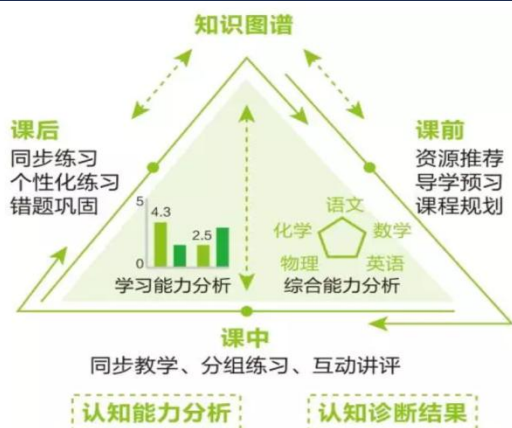 知识图谱
课后
同步练习
个性化练习
错题巩固
课前
资源推荐
导学预习
课程规划
5
4.3
2.5
0
学习能力分析
语文
化学
数学
物理
英语
综合能力分析
课中
同步教学、分组练习、互动讲评
认知能力分析
认知诊断结果